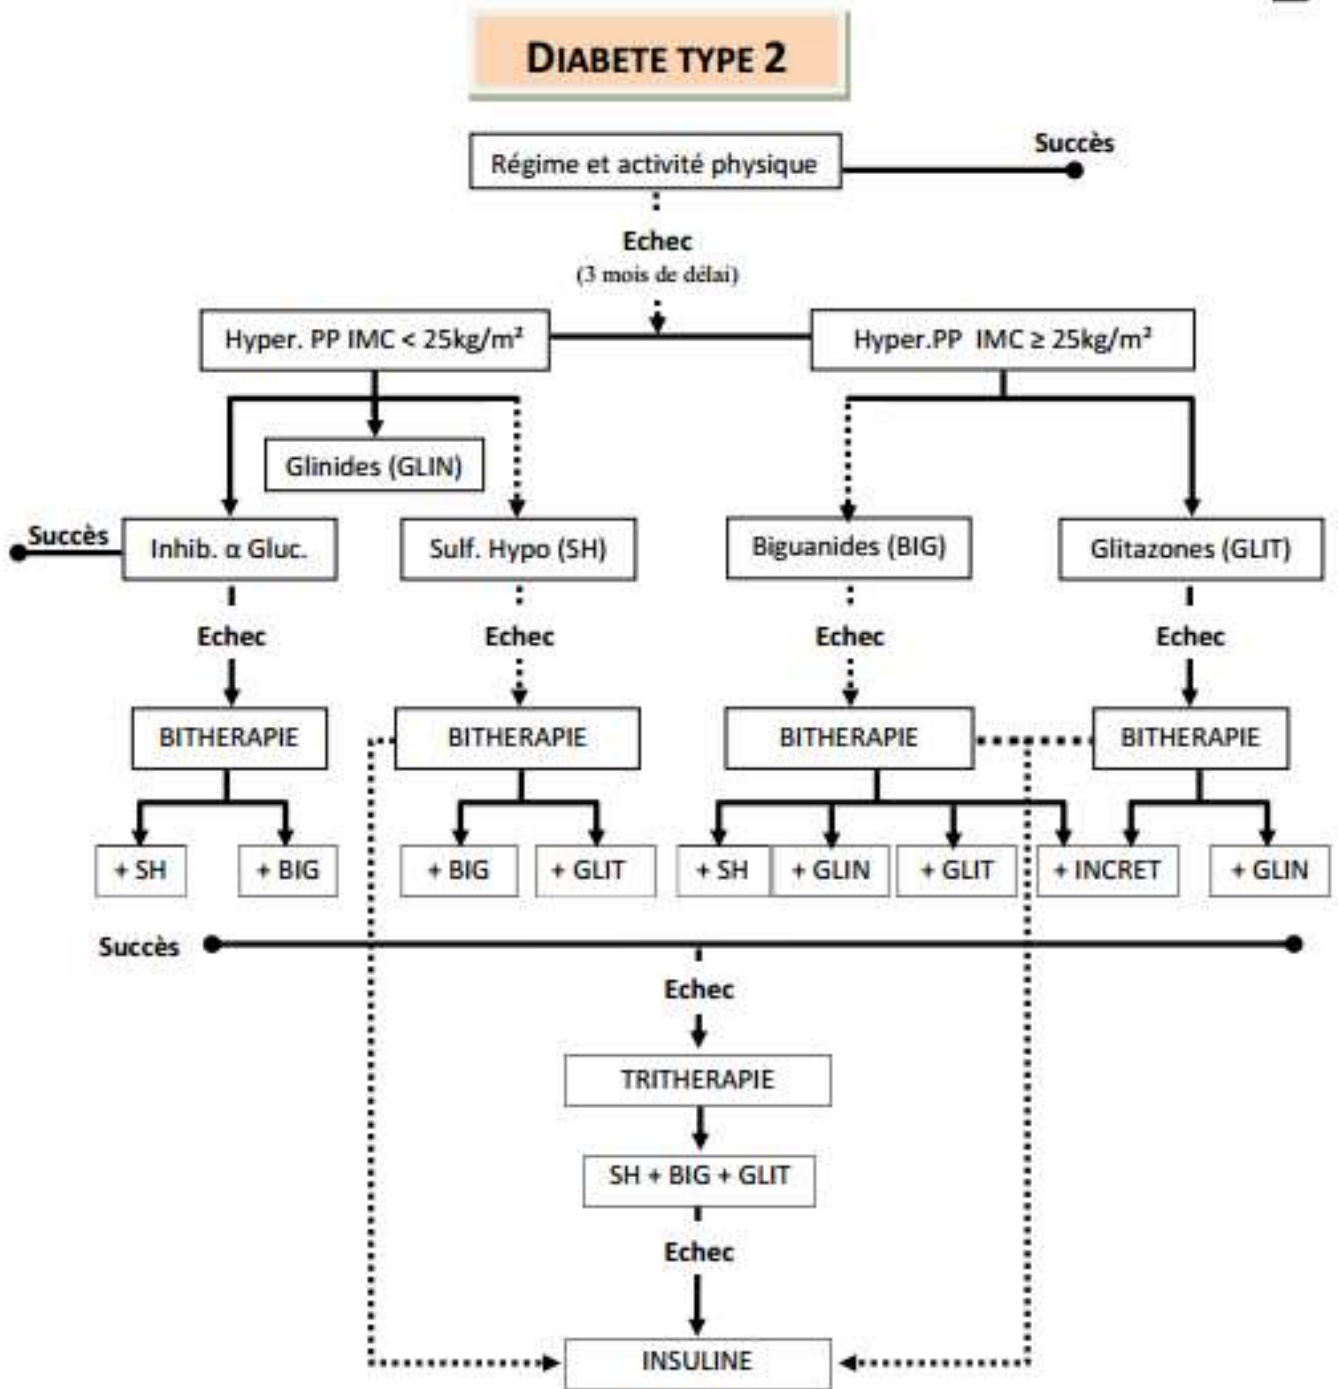 DIABETE TYPE 2
Régime et activité physique
Succès
Echec
(3 mois de délai)
Hyper. PP IMC < 25kg/m²
Hyper.PP IMC ≥ 25kg/m²
Glinides (GLIN)
Succès
Inhib. α Gluc.
Sulf. Hypo (SH)
Biguanides (BIG)
Glitazones (GLIT)
Echec
Echec
Echec
Echec
BITHERAPIE
BITHERAPIE
BITHERAPIE
BITHERAPIE
+ SH
+ BIG
+ BIG
+ GLIT
+ SH
+ GLIN
+ GLIT
+ INCRET
+ GLIN
Succès
Echec
TRITHERAPIE
SH + BIG + GLIT
Echec
INSULINE